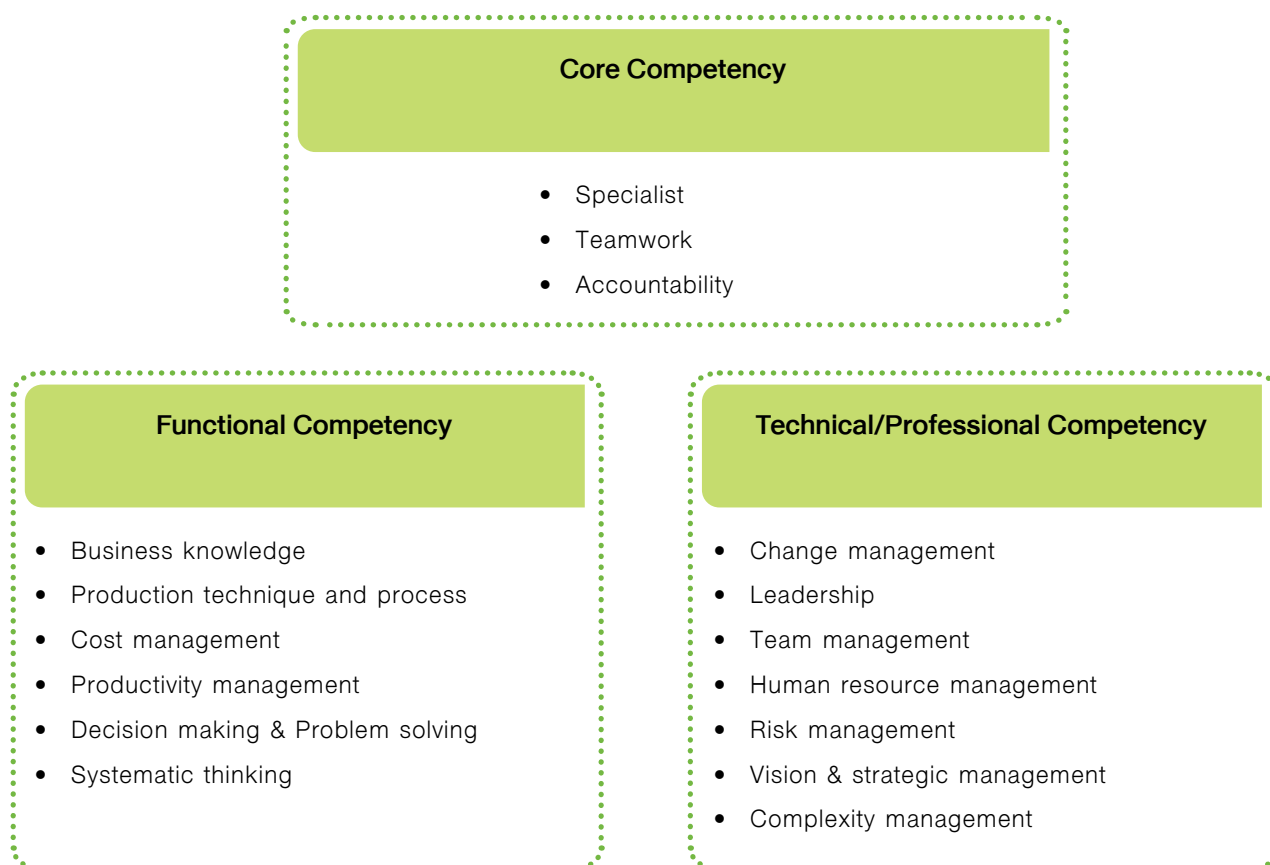 Core Competency
• Specialist
• Teamwork
• Accountability
Functional Competency
• Business knowledge
• Production technique and process
• Cost management
• Productivity management
• Decision making & Problem solving
• Systematic thinking
Technical/Professional Competency
• Change management
• Leadership
• Team management
• Human resource management
• Risk management
• Vision & strategic management
• Complexity management